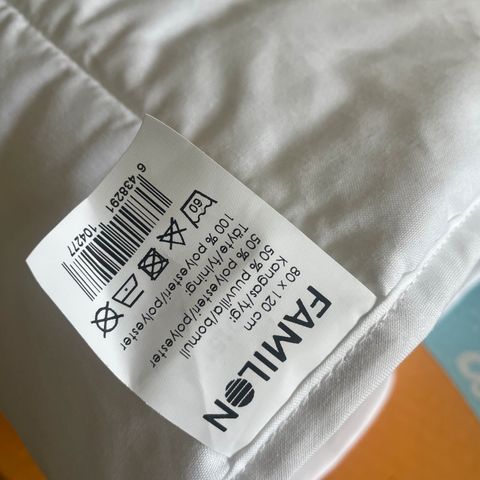 FAMILON
80 x 120 cm
Kangas/tyg:
50 % puuvilla/bomull
50 % polyesteri/polyester
Täyte/fyllning:
100 % polyesteri/polyester
60
6 438291 104277